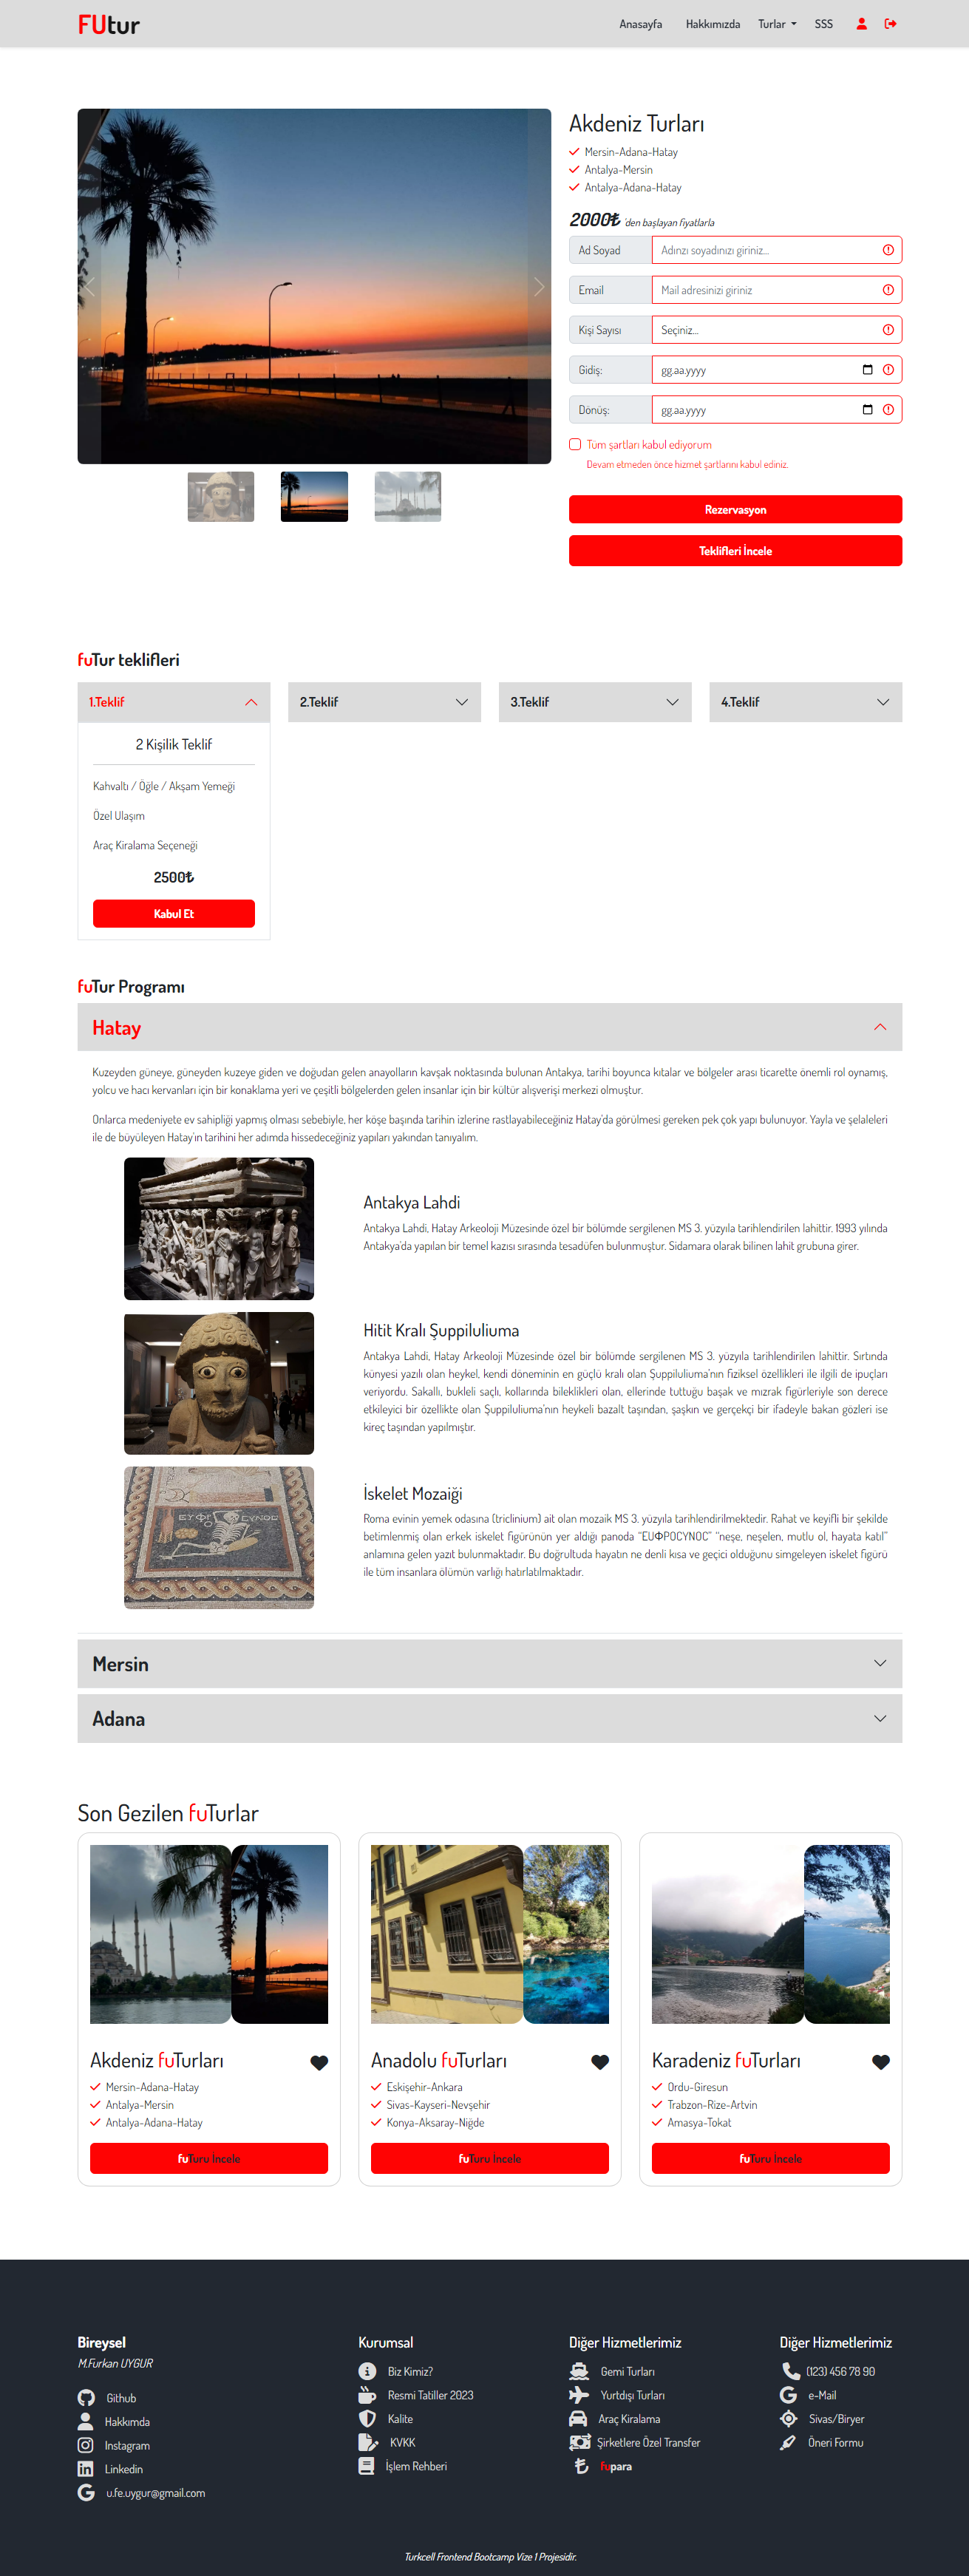 FUtur
Anasayfa
Hakkımızda
Turlar
SSS
Akdeniz Turları
Mersin-Adana-Hatay
Antalya-Mersin
Antalya-Adana-Hatay
2000₺ 'den başlayan fiyatlarla
Ad Soyad
Adınzı soyadınızı giriniz...
Email
Mail adresinizi giriniz
Kişi Sayısı
Seçiniz...
Gidiş:
gg.aa.yyyy
Dönüş:
gg.aa.yyyy
Tüm şartları kabul ediyorum
Devam etmeden önce hizmet şartlarını kabul ediniz.
Rezervasyon
Teklifleri İncele
fuTur teklifleri
1.Teklif
2.Teklif
3.Teklif
4.Teklif
2 Kişilik Teklif
Kahvaltı / Öğle / Akşam Yemeği
Özel Ulaşım
Araç Kiralama Seçeneği
2500₺
Kabul Et
fuTur Programı
Hatay
Kuzeyden güneye, güneyden kuzeye giden ve doğudan gelen anayolların kavşak noktasında bulunan Antakya, tarihi boyunca kıtalar ve bölgeler arası ticarette önemli rol oynamış,
yolcu ve hacı kervanları için bir konaklama yeri ve çeşitli bölgelerden gelen insanlar için bir kültür alışverişi merkezi olmuştur.
Onlarca medeniyete ev sahipliği yapmış olması sebebiyle, her köşe başında tarihin izlerine rastlayabileceğiniz Hatay'da görülmesi gereken pek çok yapı bulunuyor. Yayla ve şelaleleri
ile de büyüleyen Hatay'ın tarihini her adımda hissedeceğiniz yapıları yakından tanıyalım.
Antakya Lahdi
Antakya Lahdi, Hatay Arkeoloji Müzesinde özel bir bölümde sergilenen MS 3. yüzyıla tarihlendirilen lahittir. 1993 yılında
Antakya'da yapılan bir temel kazısı sırasında tesadüfen bulunmuştur. Sidamara olarak bilinen lahit grubuna girer.
Hitit Kralı Şuppiluliuma
Antakya Lahdi, Hatay Arkeoloji Müzesinde özel bir bölümde sergilenen MS 3. yüzyıla tarihlendirilen lahittir. Sırtında
künyesi yazılı olan heykel, kendi döneminin en güçlü kralı olan Şuppiluliuma'nın fiziksel özellikleri ile ilgili de ipuçları
veriyordu. Sakallı, bukleli saçlı, kollarında bileklikleri olan, ellerinde tuttuğu başak ve mızrak figürleriyle son derece
etkileyici bir özellikte olan Şuppiluliuma'nın heykeli bazalt taşından, şaşkın ve gerçekçi bir ifadeyle bakan gözleri ise
kireç taşından yapılmıştır.
ΕΥΦΡΟ CΥΝΟC
İskelet Mozaiği
Roma evinin yemek odasına (triclinium) ait olan mozaik MS 3. yüzyıla tarihlendirilmektedir. Rahat ve keyifli bir şekilde
betimlenmiş olan erkek iskelet figürünün yer aldığı panoda "EUΦPOCYNOC" "neşe, neşelen, mutlu ol, hayata katıl"
anlamına gelen yazıt bulunmaktadır. Bu doğrultuda hayatın ne denli kısa ve geçici olduğunu simgeleyen iskelet figürü
ile tüm insanlara ölümün varlığı hatırlatılmaktadır.
Mersin
Adana
Son Gezilen fuTurlar
Akdeniz fuTurları
Mersin-Adana-Hatay
Antalya-Mersin
Antalya-Adana-Hatay
fuTuru İncele
Anadolu fuTurları
Eskişehir-Ankara
Sivas-Kayseri-Nevşehir
Konya-Aksaray-Niğde
fuTuru İncele
Karadeniz fuTurları
Ordu-Giresun
Trabzon-Rize-Artvin
Amasya-Tokat
fuTuru İncele
Bireysel
M.Furkan UYGUR
Github
Hakkımda
Instagram
Linkedin
u.fe.uygur@gmail.com
Kurumsal
Biz Kimiz?
Resmi Tatiller 2023
Kalite
KVKK
İşlem Rehberi
Diğer Hizmetlerimiz
Gemi Turları
Yurtdışı Turları
Araç Kiralama
Şirketlere Özel Transfer
fupara
Diğer Hizmetlerimiz
(123) 456 78 90
e-Mail
Sivas/Biryer
Öneri Formu
Turkcell Frontend Bootcamp Vize 1 Projesidir.